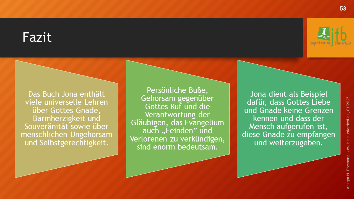 53
Fazit
jtb
Das Buch Jona enthält
viele universelle Lehren
über Gottes Gnade,
Barmherzigkeit und
Souveränität sowie über
menschlichen Ungehorsam
und Selbstgerechtigkeit.
Persönliche Buße,
Gehorsam gegenüber
Gottes Ruf und die
Verantwortung der
Gläubigen, das Evangelium
auch „Feinden“ und
Verlorenen zu verkündigen,
sind enorm bedeutsam.
Jona dient als Beispiel
dafür, dass Gottes Liebe
und Gnade keine Grenzen
kennen und dass der
Mensch aufgerufen ist,
diese Gnade zu empfangen
und weiterzugeben.